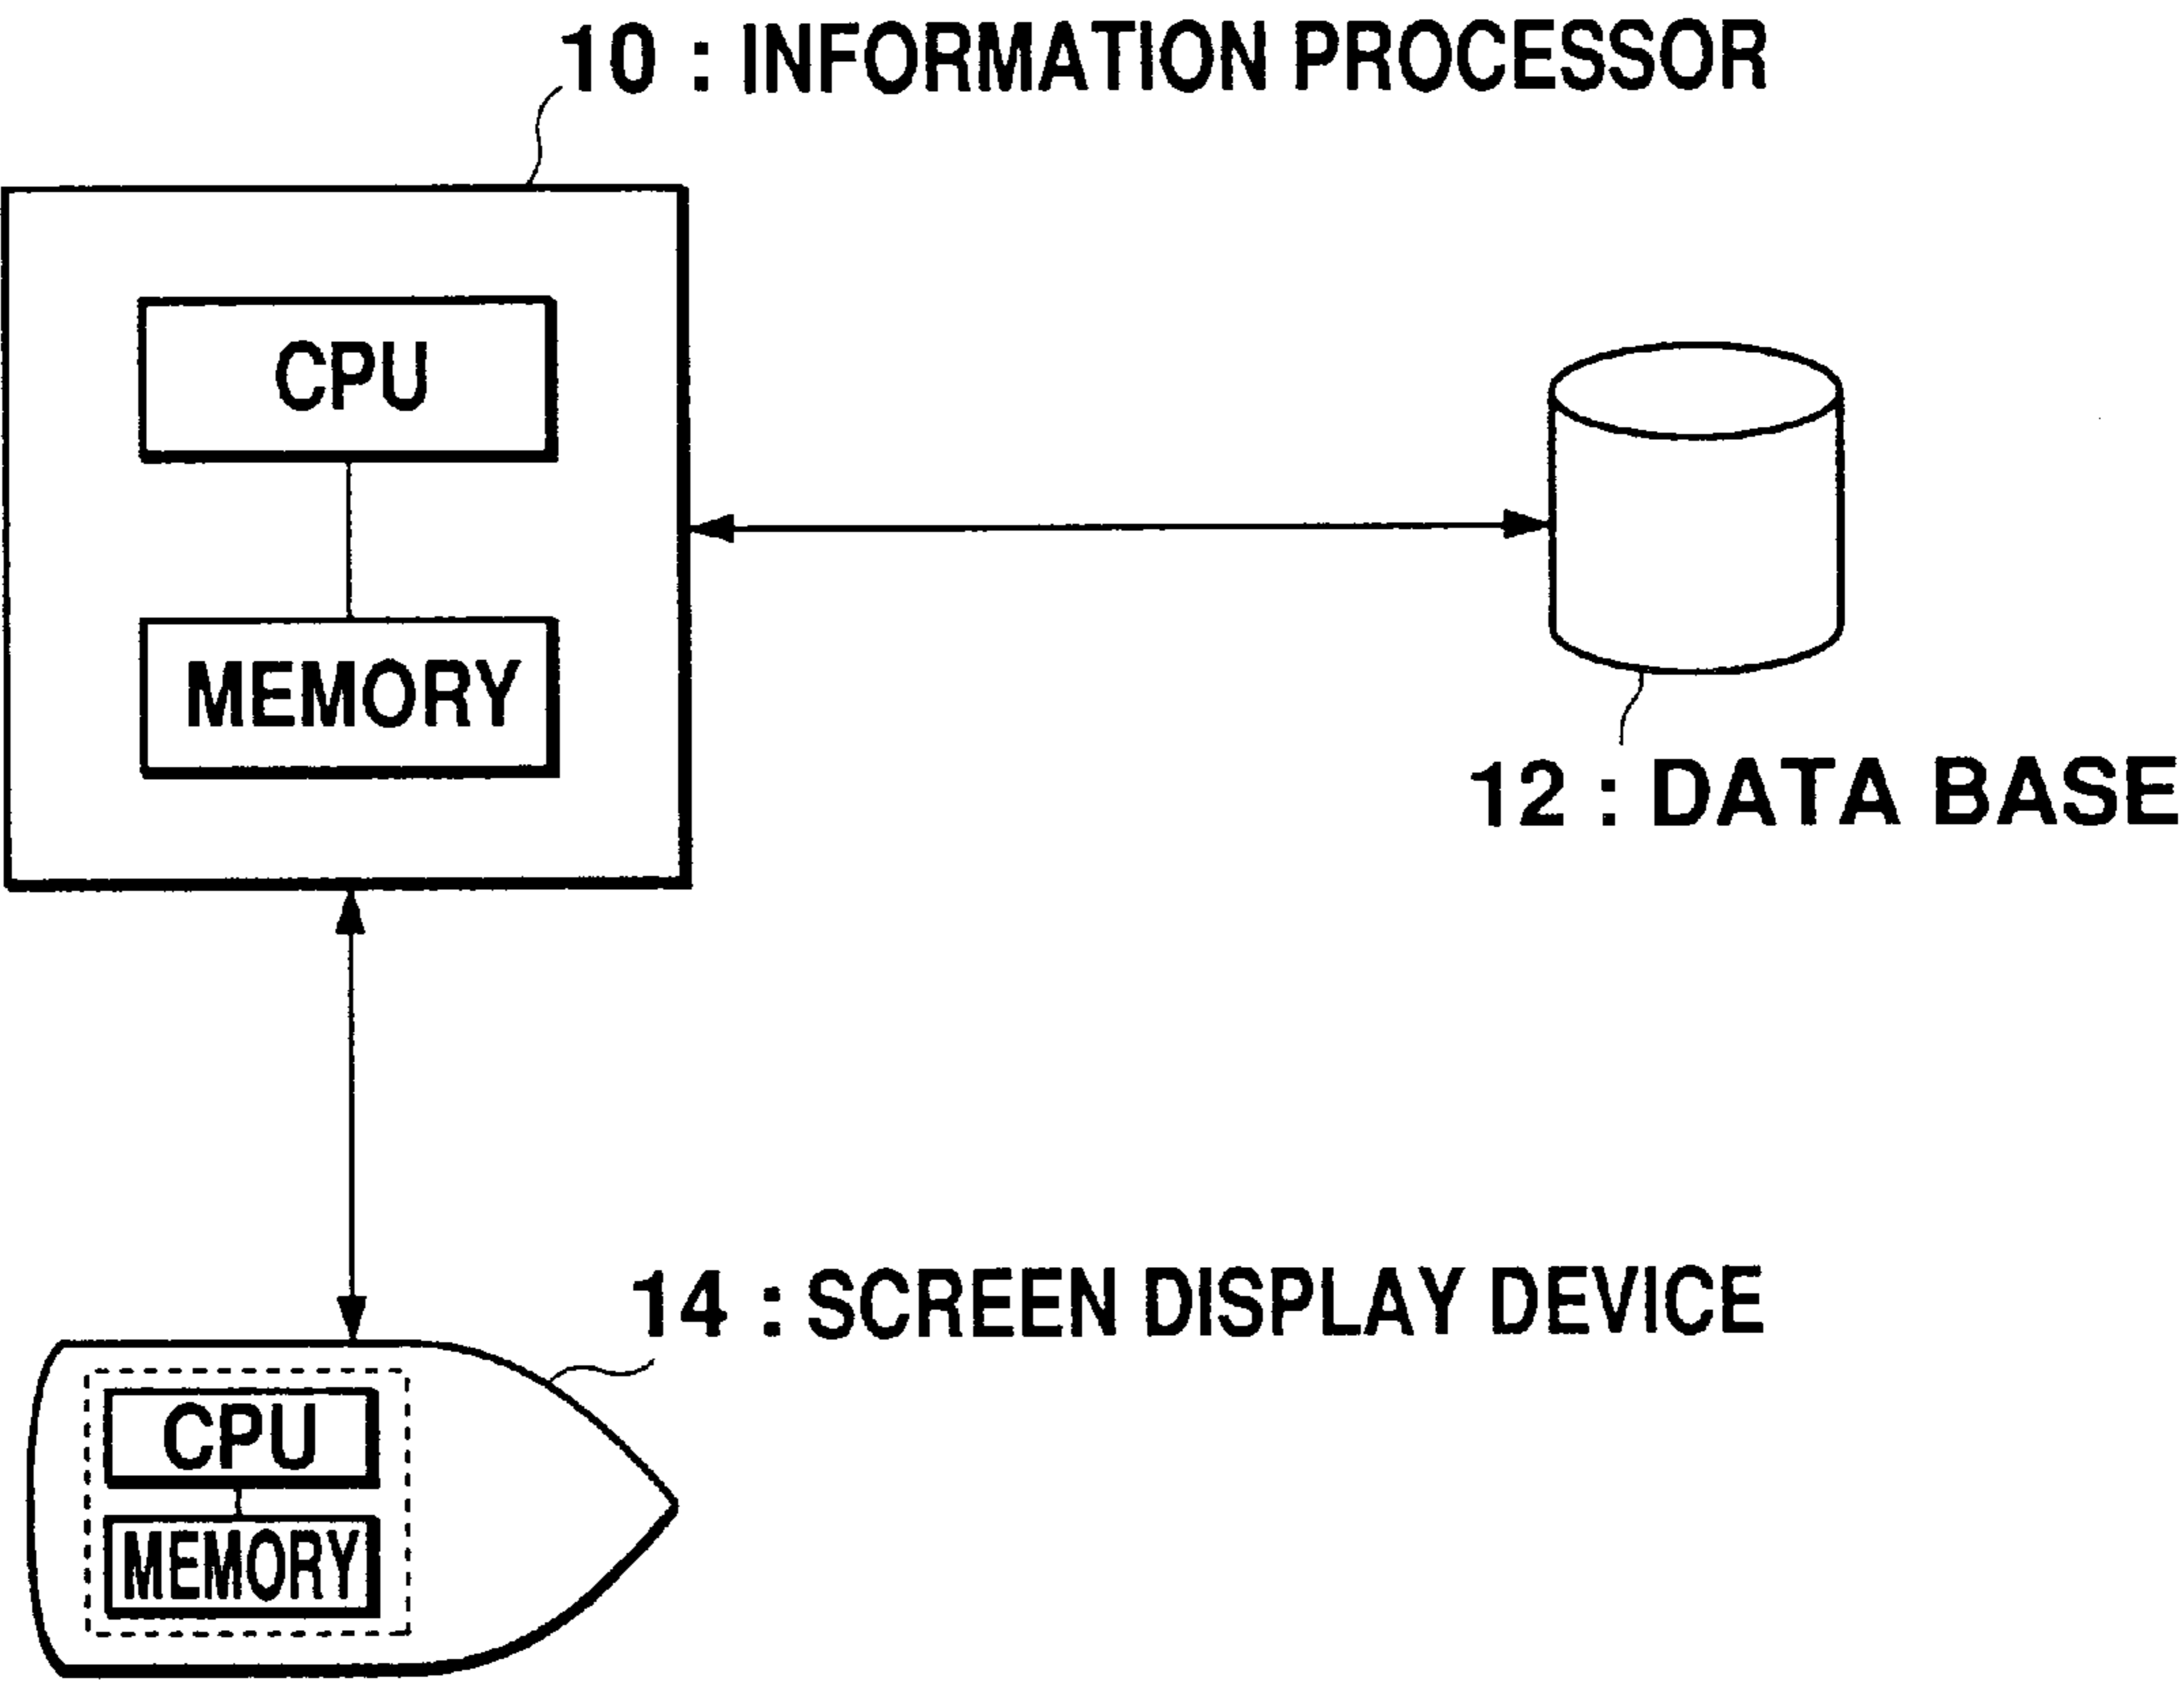 10 : INFORMATION PROCESSOR
CPU
MEMORY
12 : DATA BASE
14 : SCREEN DISPLAY DEVICE
CPU
MEMORY